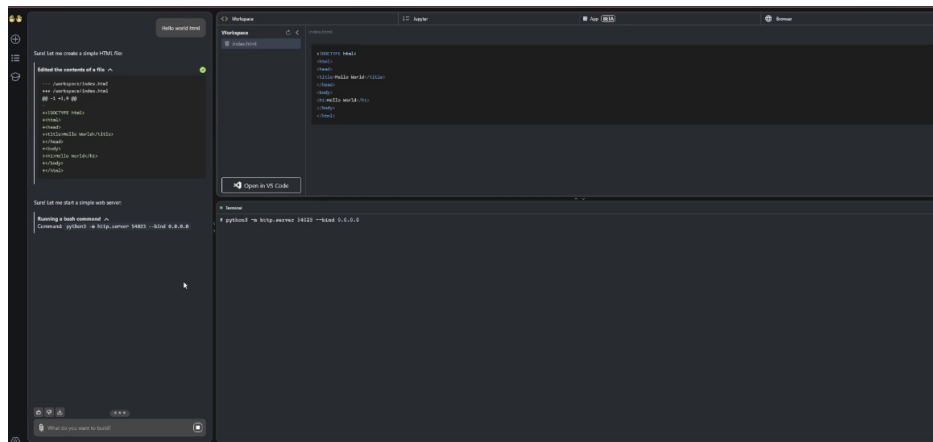 Hello world html
Sure! Let me create a simple HTML file:
Edited the contents of a file
--- /workspace/index.html
+++ /workspace/index.html
@@ -1 +1,9 @@
+<!DOCTYPE html>
+<html>
+<head>
+<title>Hello World</title>
+</head>
+<body>
+<h1>Hello World</h1>
+</body>
+</html>
Sure! Let me start a simple web server:
Running a bash command
Command: python3 -m http.server 54823 --bind 0.0.0.0
What do you want to build?
<> Workspace
Jupyter
App BETA
Browser
Workspace
index.html
Open in VS Code
index.html
<!DOCTYPE html>
<html>
<head>
<title>Hello World</title>
</head>
<body>
<h1>Hello World</h1>
</body>
</html>
Terminal
# python3 -m http.server 54823 --bind 0.0.0.0